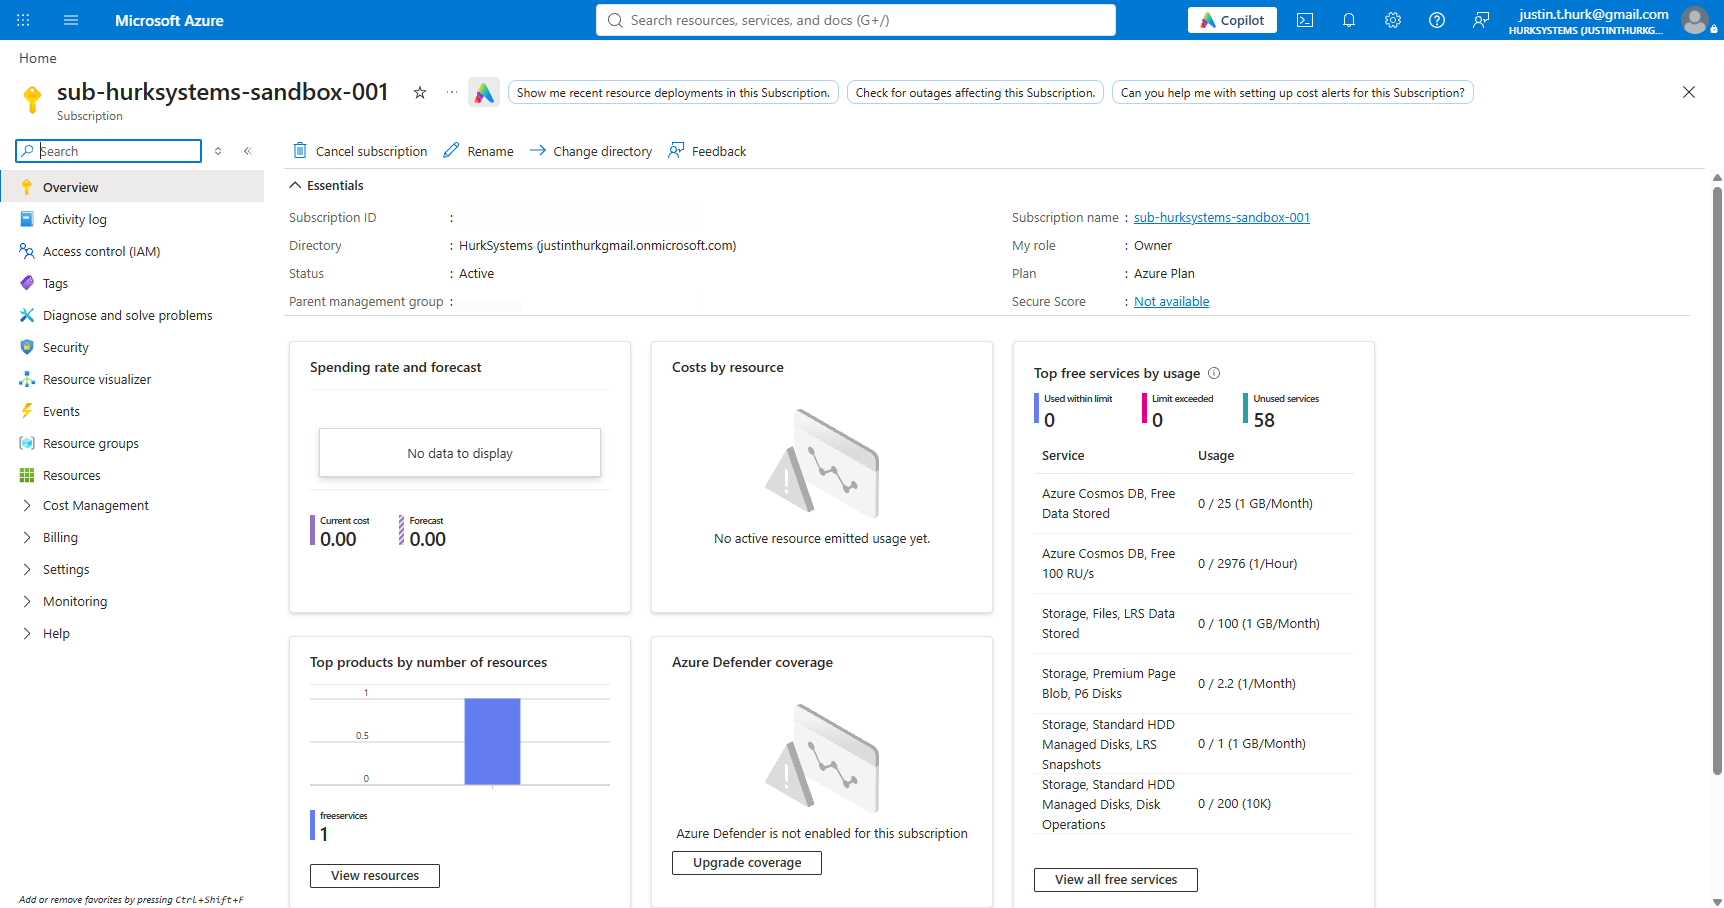 Microsoft Azure
Search resources, services, and docs (G+/)
Copilot
justin.t.hurk@gmail.com
HURKSYSTEMS (JUSTINTHURKG...
Home
sub-hurksystems-sandbox-001
Subscription
Show me recent resource deployments in this Subscription.
Check for outages affecting this Subscription.
Can you help me with setting up cost alerts for this Subscription?
Search
Cancel subscription
Rename
Change directory
Feedback
Overview
Activity log
Access control (IAM)
Tags
Diagnose and solve problems
Security
Resource visualizer
Events
Resource groups
Resources
Cost Management
Billing
Settings
Monitoring
Help
Add or remove favorites by pressing Ctrl+Shift+F
Essentials
Subscription ID :
Directory : HurkSystems (justinthurkgmail.onmicrosoft.com)
Status : Active
Parent management group :
Subscription name : sub-hurksystems-sandbox-001
My role : Owner
Plan : Azure Plan
Secure Score : Not available
Spending rate and forecast
No data to display
Current cost
0.00
Forecast
0.00
Costs by resource
No active resource emitted usage yet.
Top free services by usage
Used within limit
0
Limit exceeded
0
Unused services
58
Service Usage
Azure Cosmos DB, Free
Data Stored
0 / 25 (1 GB/Month)
Azure Cosmos DB, Free
100 RU/s
0 / 2976 (1/Hour)
Storage, Files, LRS Data
Stored
0 / 100 (1 GB/Month)
Storage, Premium Page
Blob, P6 Disks
0 / 2.2 (1/Month)
Storage, Standard HDD
Managed Disks, LRS
Snapshots
0 / 1 (1 GB/Month)
Storage, Standard HDD
Managed Disks, Disk
Operations
0 / 200 (10K)
View all free services
Top products by number of resources
1
0.5
0
freeservices
1
View resources
Azure Defender coverage
Azure Defender is not enabled for this subscription
Upgrade coverage